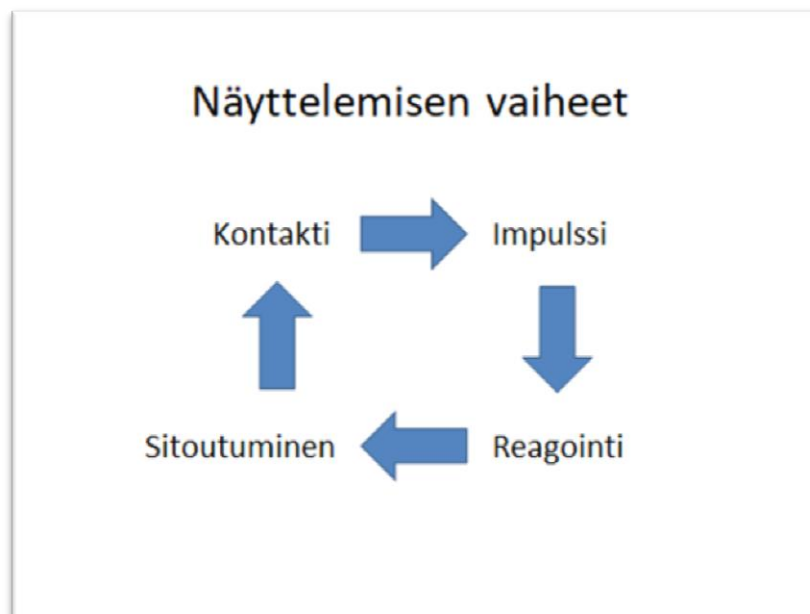 Näyttelemisen vaiheet
Kontakti
Impulssi
Sitoutuminen
Reagointi